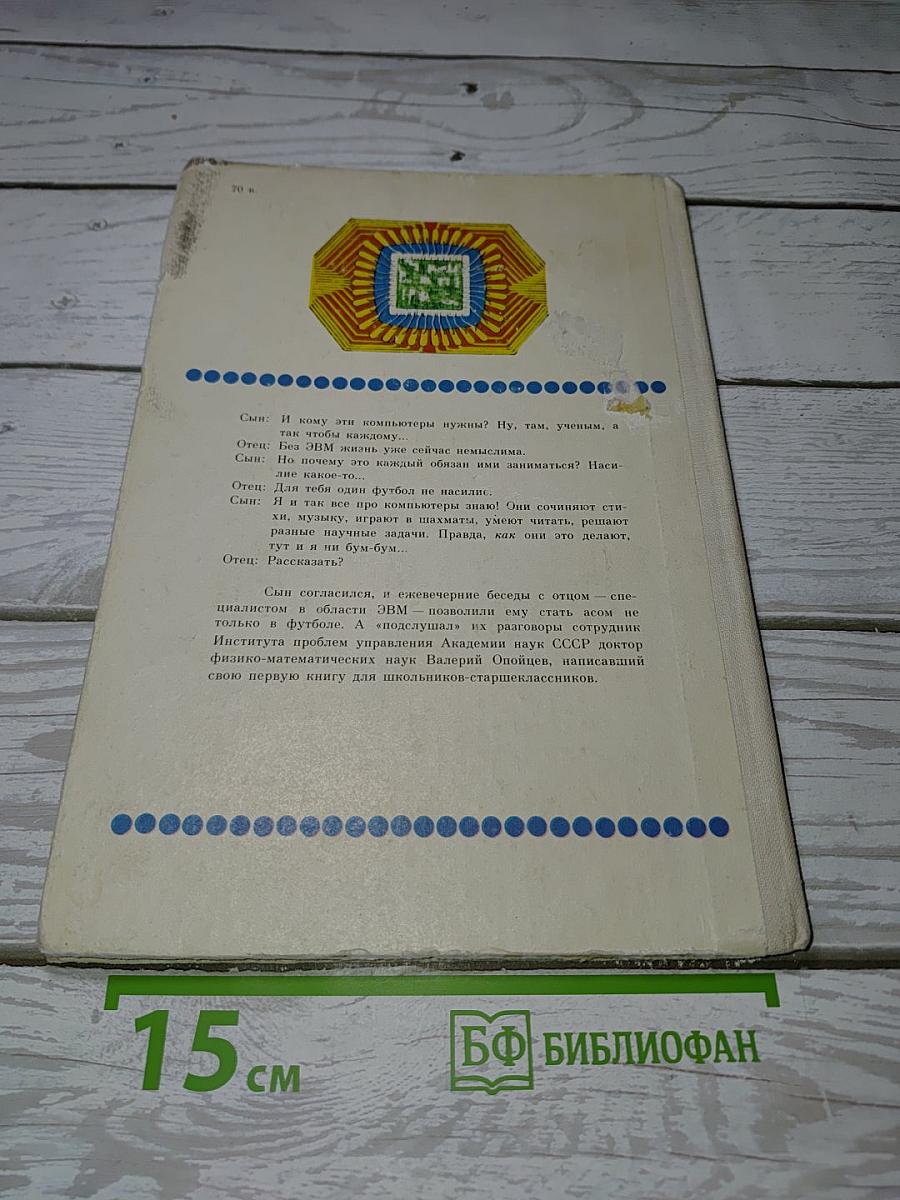 70 к.
Сын: И кому эти компьютеры нужны? Ну, там, ученым, а
так чтобы каждому...
Отец: Без ЭВМ жизнь уже сейчас немыслима.
Сын: Но почему это каждый обязан ими заниматься? Наси-
лие какое-то...
Отец: Для тебя один футбол не насилие.
Сын: Я и так все про компьютеры знаю! Они сочиняют сти-
хи, музыку, играют в шахматы, умеют читать, решают
разные научные задачи. Правда, как они это делают,
тут и я ни бум-бум...
Отец: Рассказать?
Сын согласился, и ежевечерние беседы с отцом — спе-
циалистом в области ЭВМ — позволили ему стать асом не
только в футболе. А «подслушал» их разговоры сотрудник
Института проблем управления Академии наук СССР доктор
физико-математических наук Валерий Опойцев, написавший
свою первую книгу для школьников-старшеклассников.
15 см
БФ БИБЛИОФАН